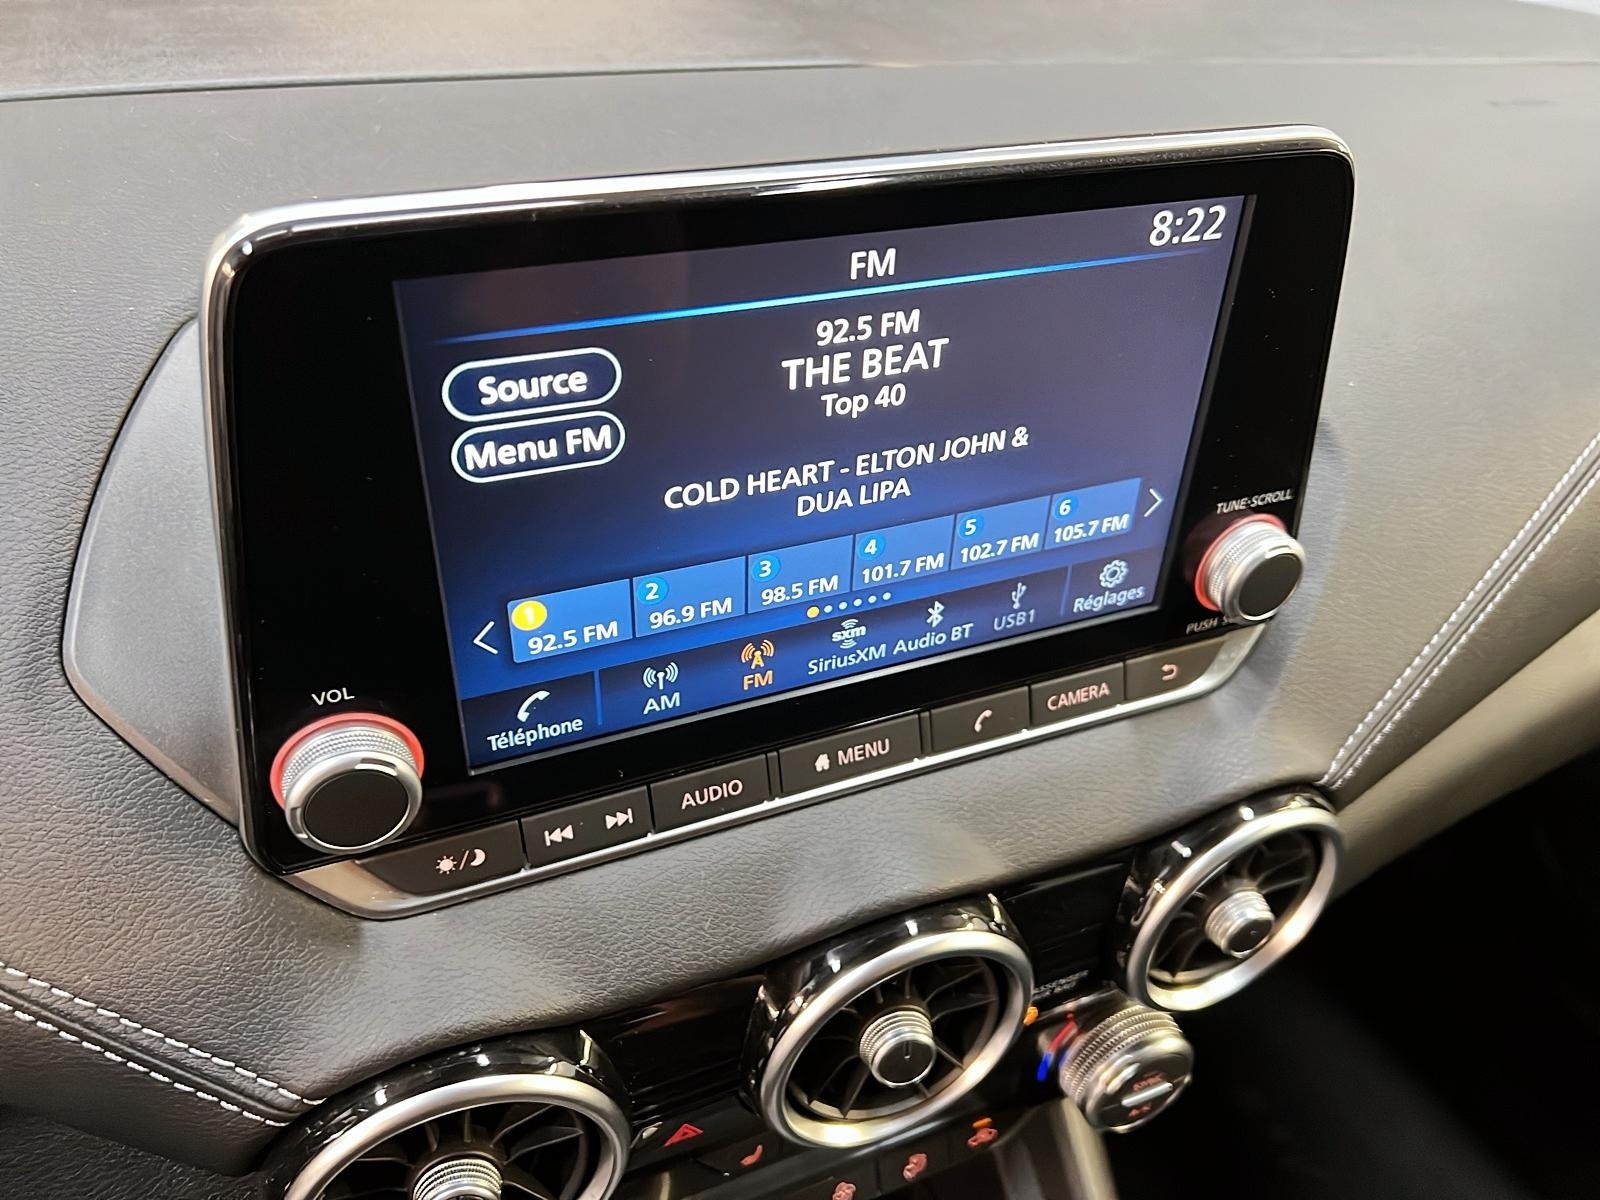 8:22
FM
92.5 FM
THE BEAT
Top 40
Source
Menu FM
COLD HEART - ELTON JOHN &
DUA LIPA
1 92.5 FM
2 96.9 FM
3 98.5 FM
4 101.7 FM
5 102.7 FM
6 105.7 FM
Téléphone
AM
FM
sxm
SiriusXM
Audio BT
USB1
Réglages
VOL
TUNE·SCROLL
PUSH
AUDIO
MENU
CAMERA